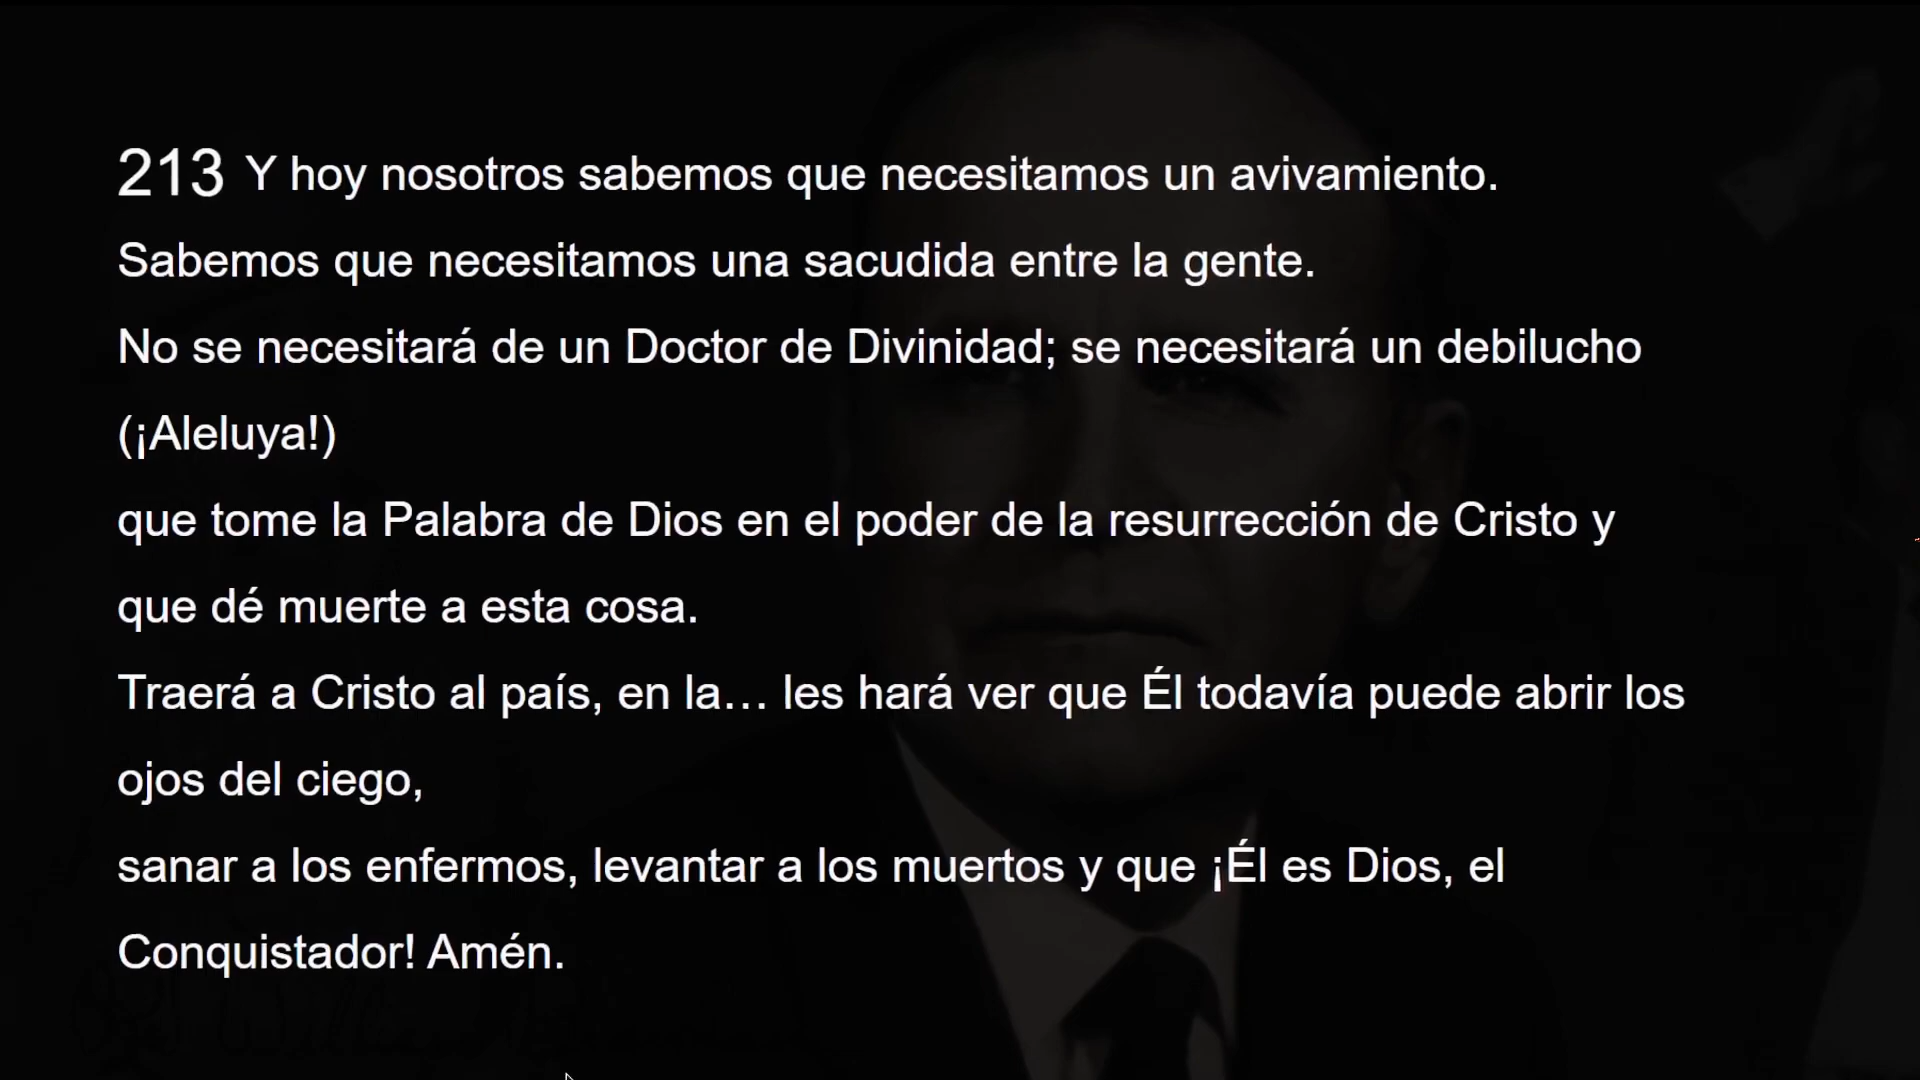 213 Y hoy nosotros sabemos que necesitamos un avivamiento.
Sabemos que necesitamos una sacudida entre la gente.
No se necesitará de un Doctor de Divinidad; se necesitará un debilucho
(¡Aleluya!)
que tome la Palabra de Dios en el poder de la resurrección de Cristo y
que dé muerte a esta cosa.
Traerá a Cristo al país, en la… les hará ver que Él todavía puede abrir los
ojos del ciego,
sanar a los enfermos, levantar a los muertos y que ¡Él es Dios, el
Conquistador! Amén.